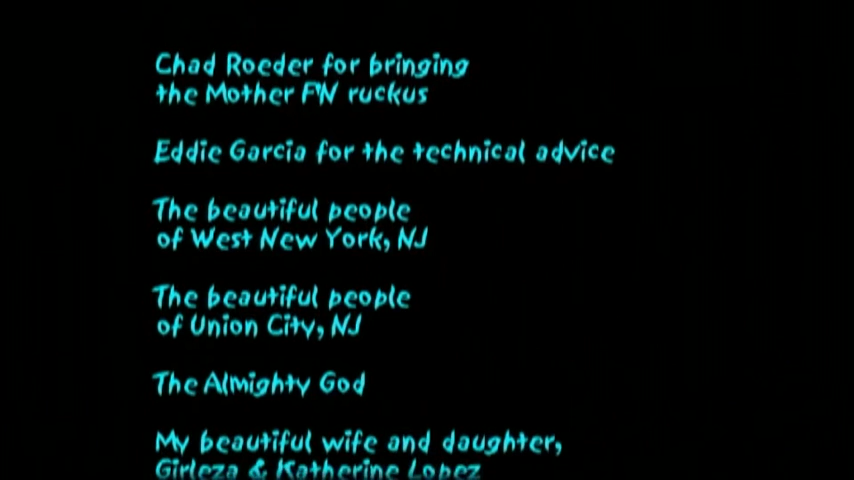 Chad Roeder for bringing
the Mother F'N ruckus
Eddie Garcia for the technical advice
The beautiful people
of West New York, NJ
The beautiful people
of Union City, NJ
The Almighty God
My beautiful wife and daughter,
Girleza & Katherine Lopez